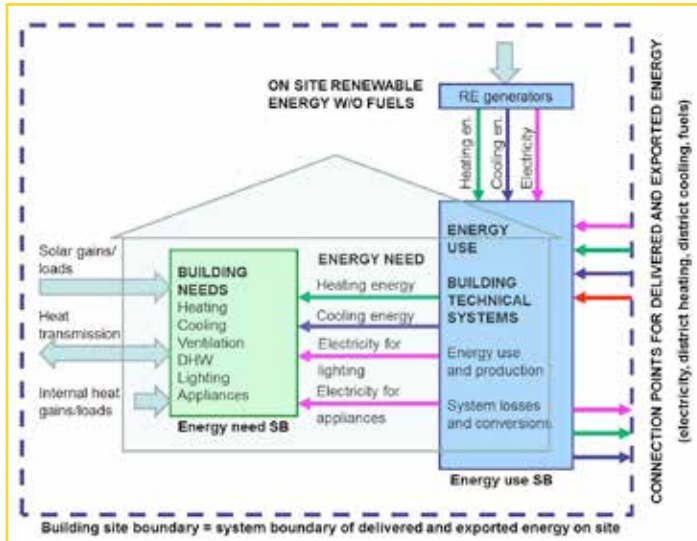 ON SITE RENEWABLE
ENERGY W/O FUELS
RE generators
Heating en.
Cooling en.
Electricity
Solar gains/
loads
Heat
transmission
Internal heat
gains/loads
BUILDING
NEEDS
Heating
Cooling
Ventilation
DHW
Lighting
Appliances
Energy need SB
ENERGY NEED
Heating energy
Cooling energy
Electricity for
lighting
Electricity for
appliances
ENERGY
USE
BUILDING
TECHNICAL
SYSTEMS
Energy use
and production
System losses
and conversions
Energy use SB
CONNECTION POINTS FOR DELIVERED AND EXPORTED ENERGY
(electricity, district heating, district cooling, fuels)
Building site boundary = system boundary of delivered and exported energy on site